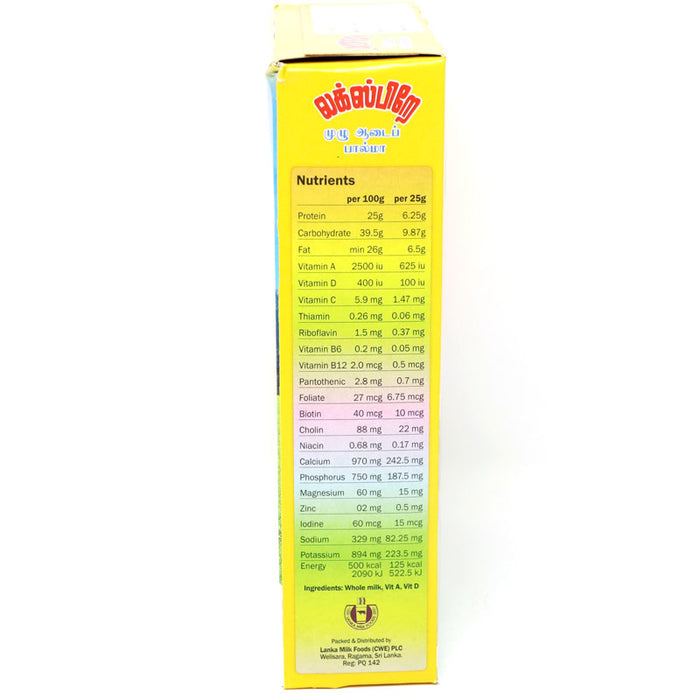 லக்ஸ்பிறே
முழு ஆடைப்
பால்மா
Nutrients
per 100g per 25g
Protein 25g 6.25g
Carbohydrate 39.5g 9.87g
Fat min 26g 6.5g
Vitamin A 2500 iu 625 iu
Vitamin D 400 iu 100 iu
Vitamin C 5.9 mg 1.47 mg
Thiamin 0.26 mg 0.06 mg
Riboflavin 1.5 mg 0.37 mg
Vitamin B6 0.2 mg 0.05 mg
Vitamin B12 2.0 mcg 0.5 mcg
Pantothenic 2.8 mg 0.7 mg
Foliate 27 mcg 6.75 mcg
Biotin 40 mcg 10 mcg
Cholin 88 mg 22 mg
Niacin 0.68 mg 0.17 mg
Calcium 970 mg 242.5 mg
Phosphorus 750 mg 187.5 mg
Magnesium 60 mg 15 mg
Zinc 02 mg 0.5 mg
Iodine 60 mcg 15 mcg
Sodium 329 mg 82.25 mg
Potassium 894 mg 223.5 mg
Energy 500 kcal 125 kcal
2090 kJ 522.5 kJ
Ingredients: Whole milk, Vit A, Vit D
LANKA MILK FOODS
Packed & Distributed by
Lanka Milk Foods (CWE) PLC
Welisara, Ragama, Sri Lanka.
Reg: PQ 142